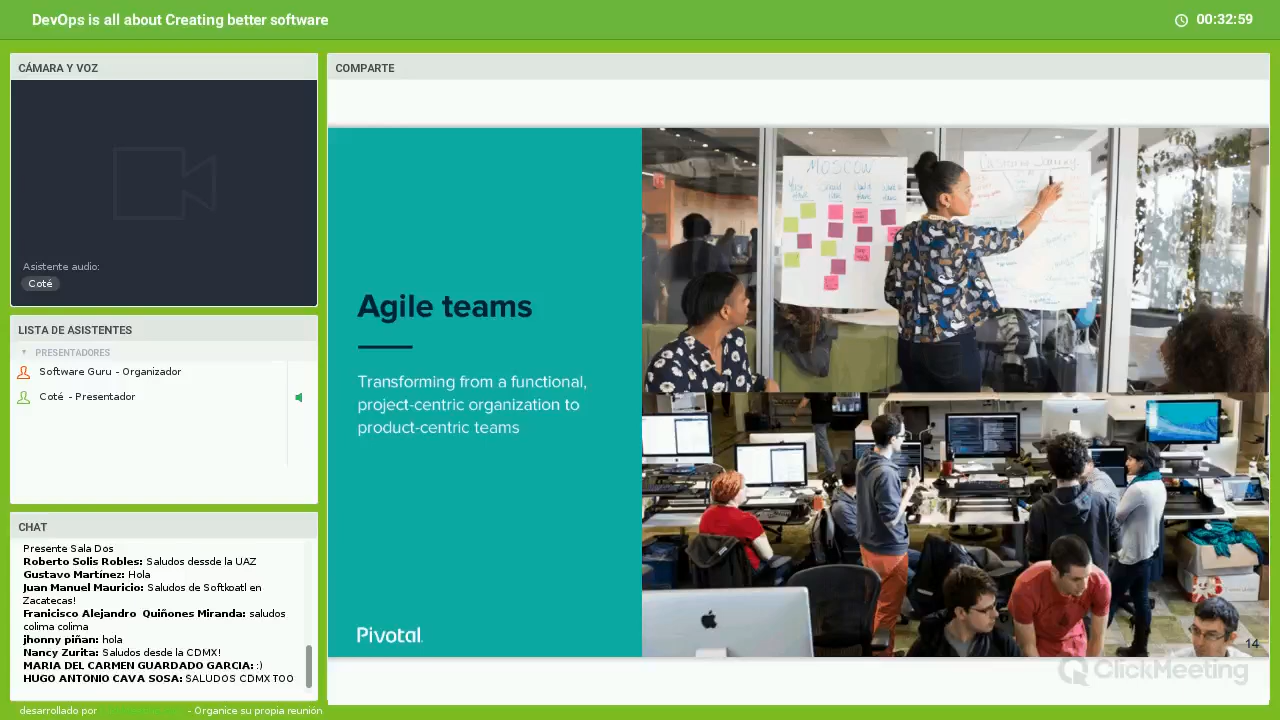 DevOps is all about Creating better software
00:32:59
CÁMARA Y VOZ
Asistente audio:
Coté
LISTA DE ASISTENTES
PRESENTADORES
Software Guru - Organizador
Coté - Presentador
CHAT
Presente Sala Dos
Roberto Solis Robles: Saludos dessde la UAZ
Gustavo Martínez: Hola
Juan Manuel Mauricio: Saludos de Softkoatl en
Zacatecas!
Franicisco Alejandro Quiñones Miranda: saludos
colima colima
jhonny piñan: hola
Nancy Zurita: Saludos desde la CDMX!
MARIA DEL CARMEN GUARDADO GARCIA: :)
HUGO ANTONIO CAVA SOSA: SALUDOS CDMX TOO
desarrollado por
- Organice su propia reunión
COMPARTE
Agile teams
Transforming from a functional,
project-centric organization to
product-centric teams
Pivotal
MOSCOW
14
ClickMeeting